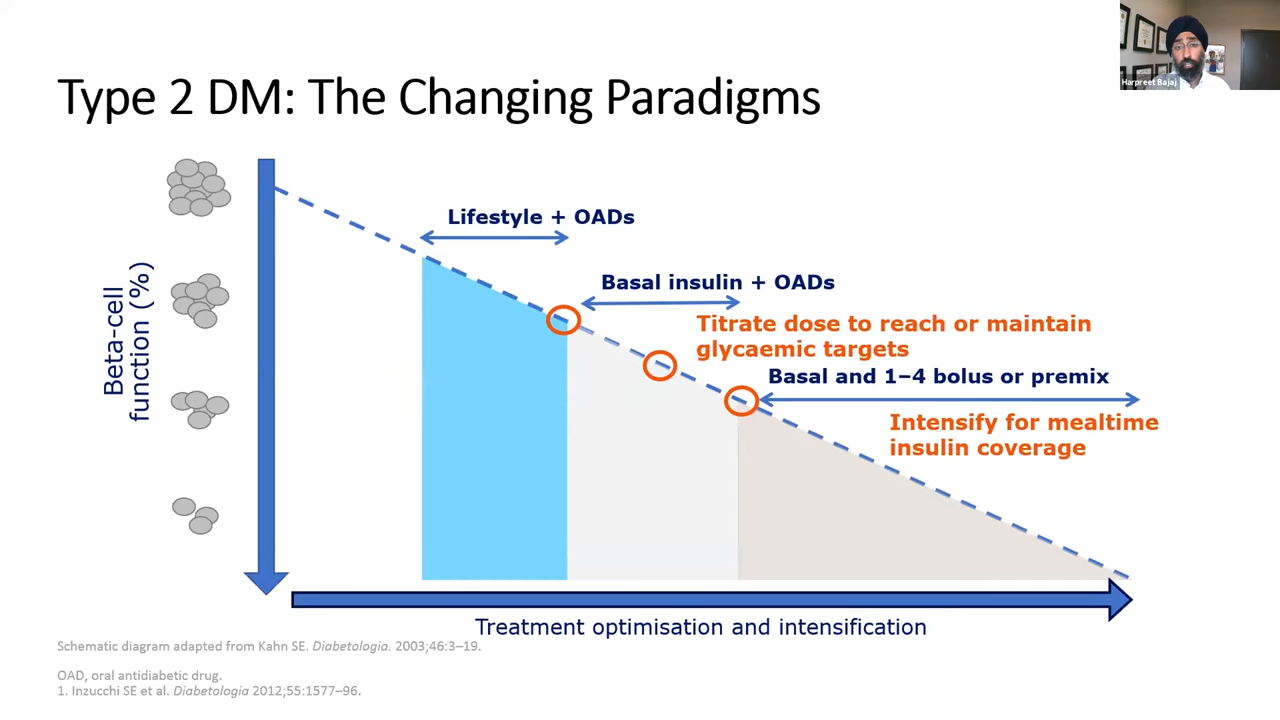 Harpreet Bajaj
Type 2 DM: The Changing Paradigms
Beta-cell
function (%)
Lifestyle + OADs
Basal insulin + OADs
Titrate dose to reach or maintain
glycaemic targets
Basal and 1–4 bolus or premix
Intensify for mealtime
insulin coverage
Treatment optimisation and intensification
Schematic diagram adapted from Kahn SE. Diabetologia. 2003;46:3–19.
OAD, oral antidiabetic drug.
1. Inzucchi SE et al. Diabetologia 2012;55:1577–96.